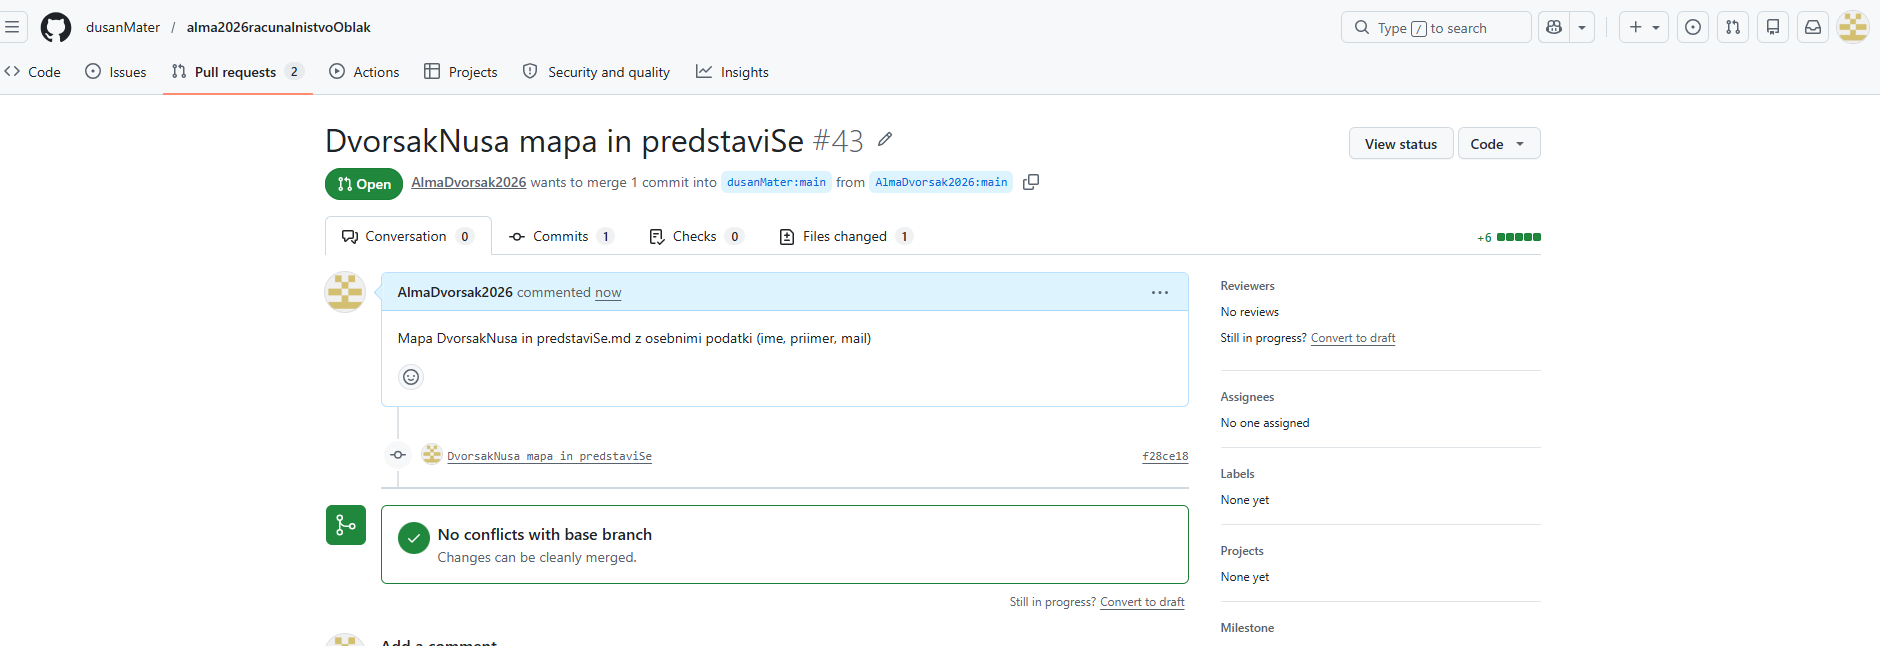 dusanMater / alma2026racunalnistvoOblak
Type / to search
Code Issues Pull requests 2 Actions Projects Security and quality Insights
DvorsakNusa mapa in predstaviSe #43
View status Code
Open AlmaDvorsak2026 wants to merge 1 commit into dusanMater:main from AlmaDvorsak2026:main
Conversation 0 Commits 1 Checks 0 Files changed 1
+6
AlmaDvorsak2026 commented now
Mapa DvorsakNusa in predstaviSe.md z osebnimi podatki (ime, priimer, mail)
DvorsakNusa mapa in predstaviSe f28ce18
No conflicts with base branch
Changes can be cleanly merged.
Still in progress? Convert to draft
Add a comment
Reviewers
No reviews
Still in progress? Convert to draft
Assignees
No one assigned
Labels
None yet
Projects
None yet
Milestone